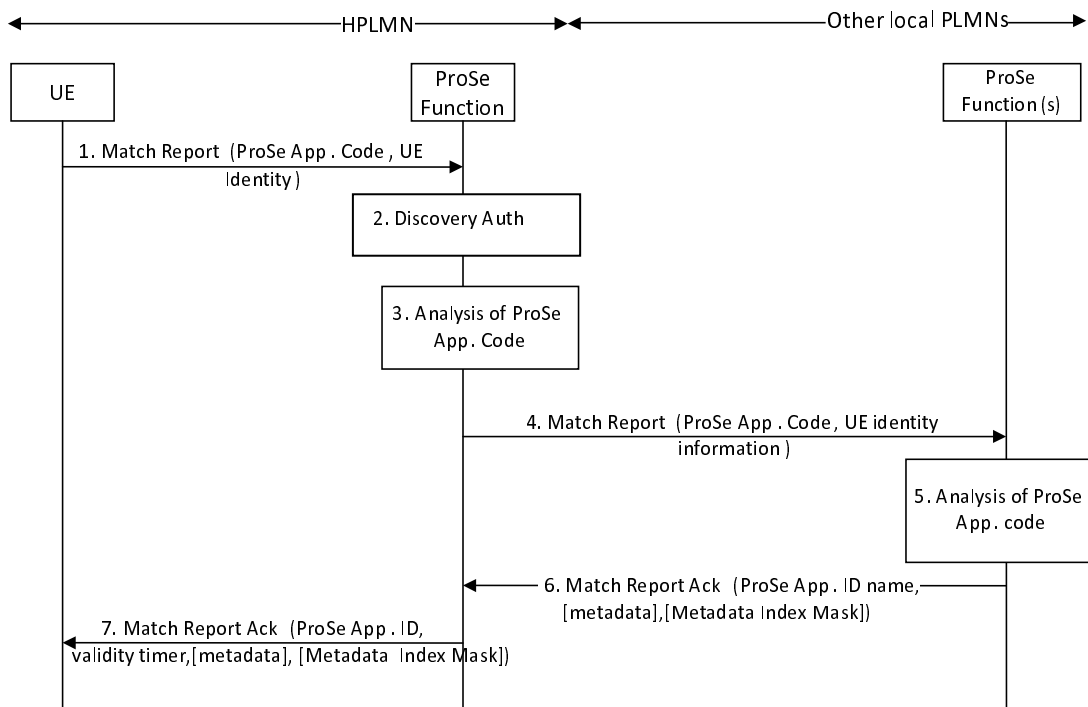 HPLMN
Other local PLMNs
UE
ProSe
Function
ProSe
Function (s)
1. Match Report (ProSe App . Code , UE
Identity )
2. Discovery Auth
3. Analysis of ProSe
App . Code
4. Match Report (ProSe App . Code , UE identity
information )
5. Analysis of ProSe
App . code
6. Match Report Ack (ProSe App . ID name,
[metadata],[Metadata Index Mask])
7. Match Report Ack (ProSe App . ID,
validity timer,[metadata], [Metadata Index Mask])